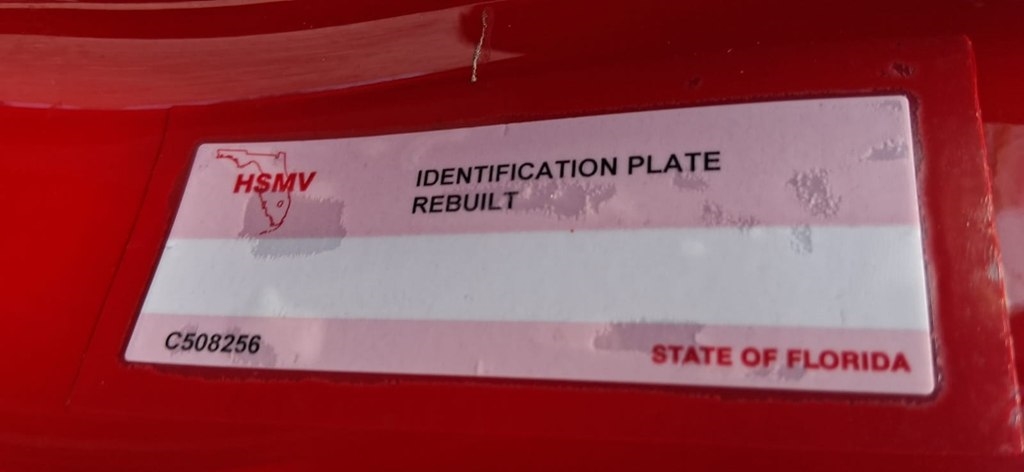 HSMV
IDENTIFICATION PLATE
REBUILT
C508256
STATE OF FLORIDA